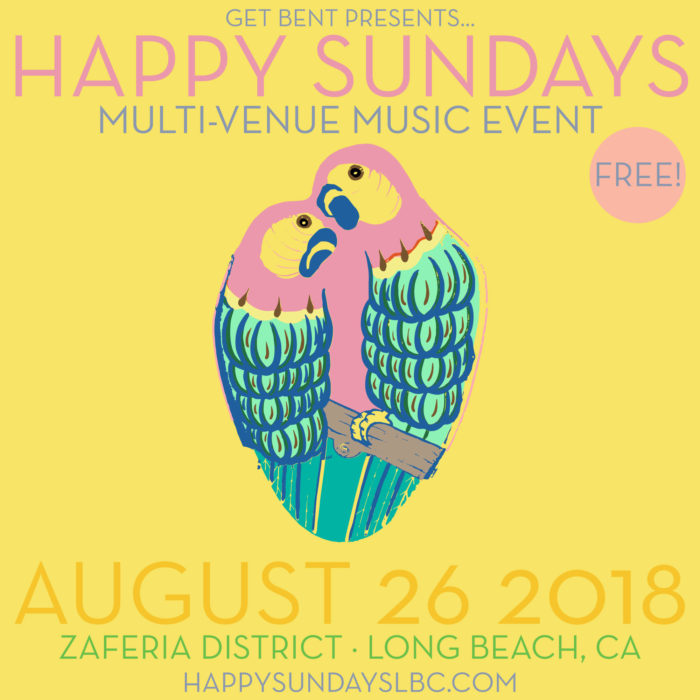 GET BENT PRESENTS...
HAPPY SUNDAYS
MULTI-VENUE MUSIC EVENT
FREE!
AUGUST 26 2018
ZAFERIA DISTRICT · LONG BEACH, CA
HAPPYSUNDAYSLBC.COM